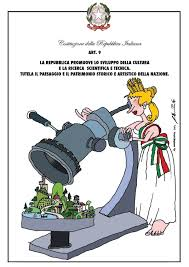 Costituzione della Repubblica Italiana
ART. 9
LA REPUBBLICA PROMUOVE LO SVILUPPO DELLA CULTURA
E LA RICERCA SCIENTIFICA E TECNICA.
TUTELA IL PAESAGGIO E IL PATRIMONIO STORICO E ARTISTICO DELLA NAZIONE.